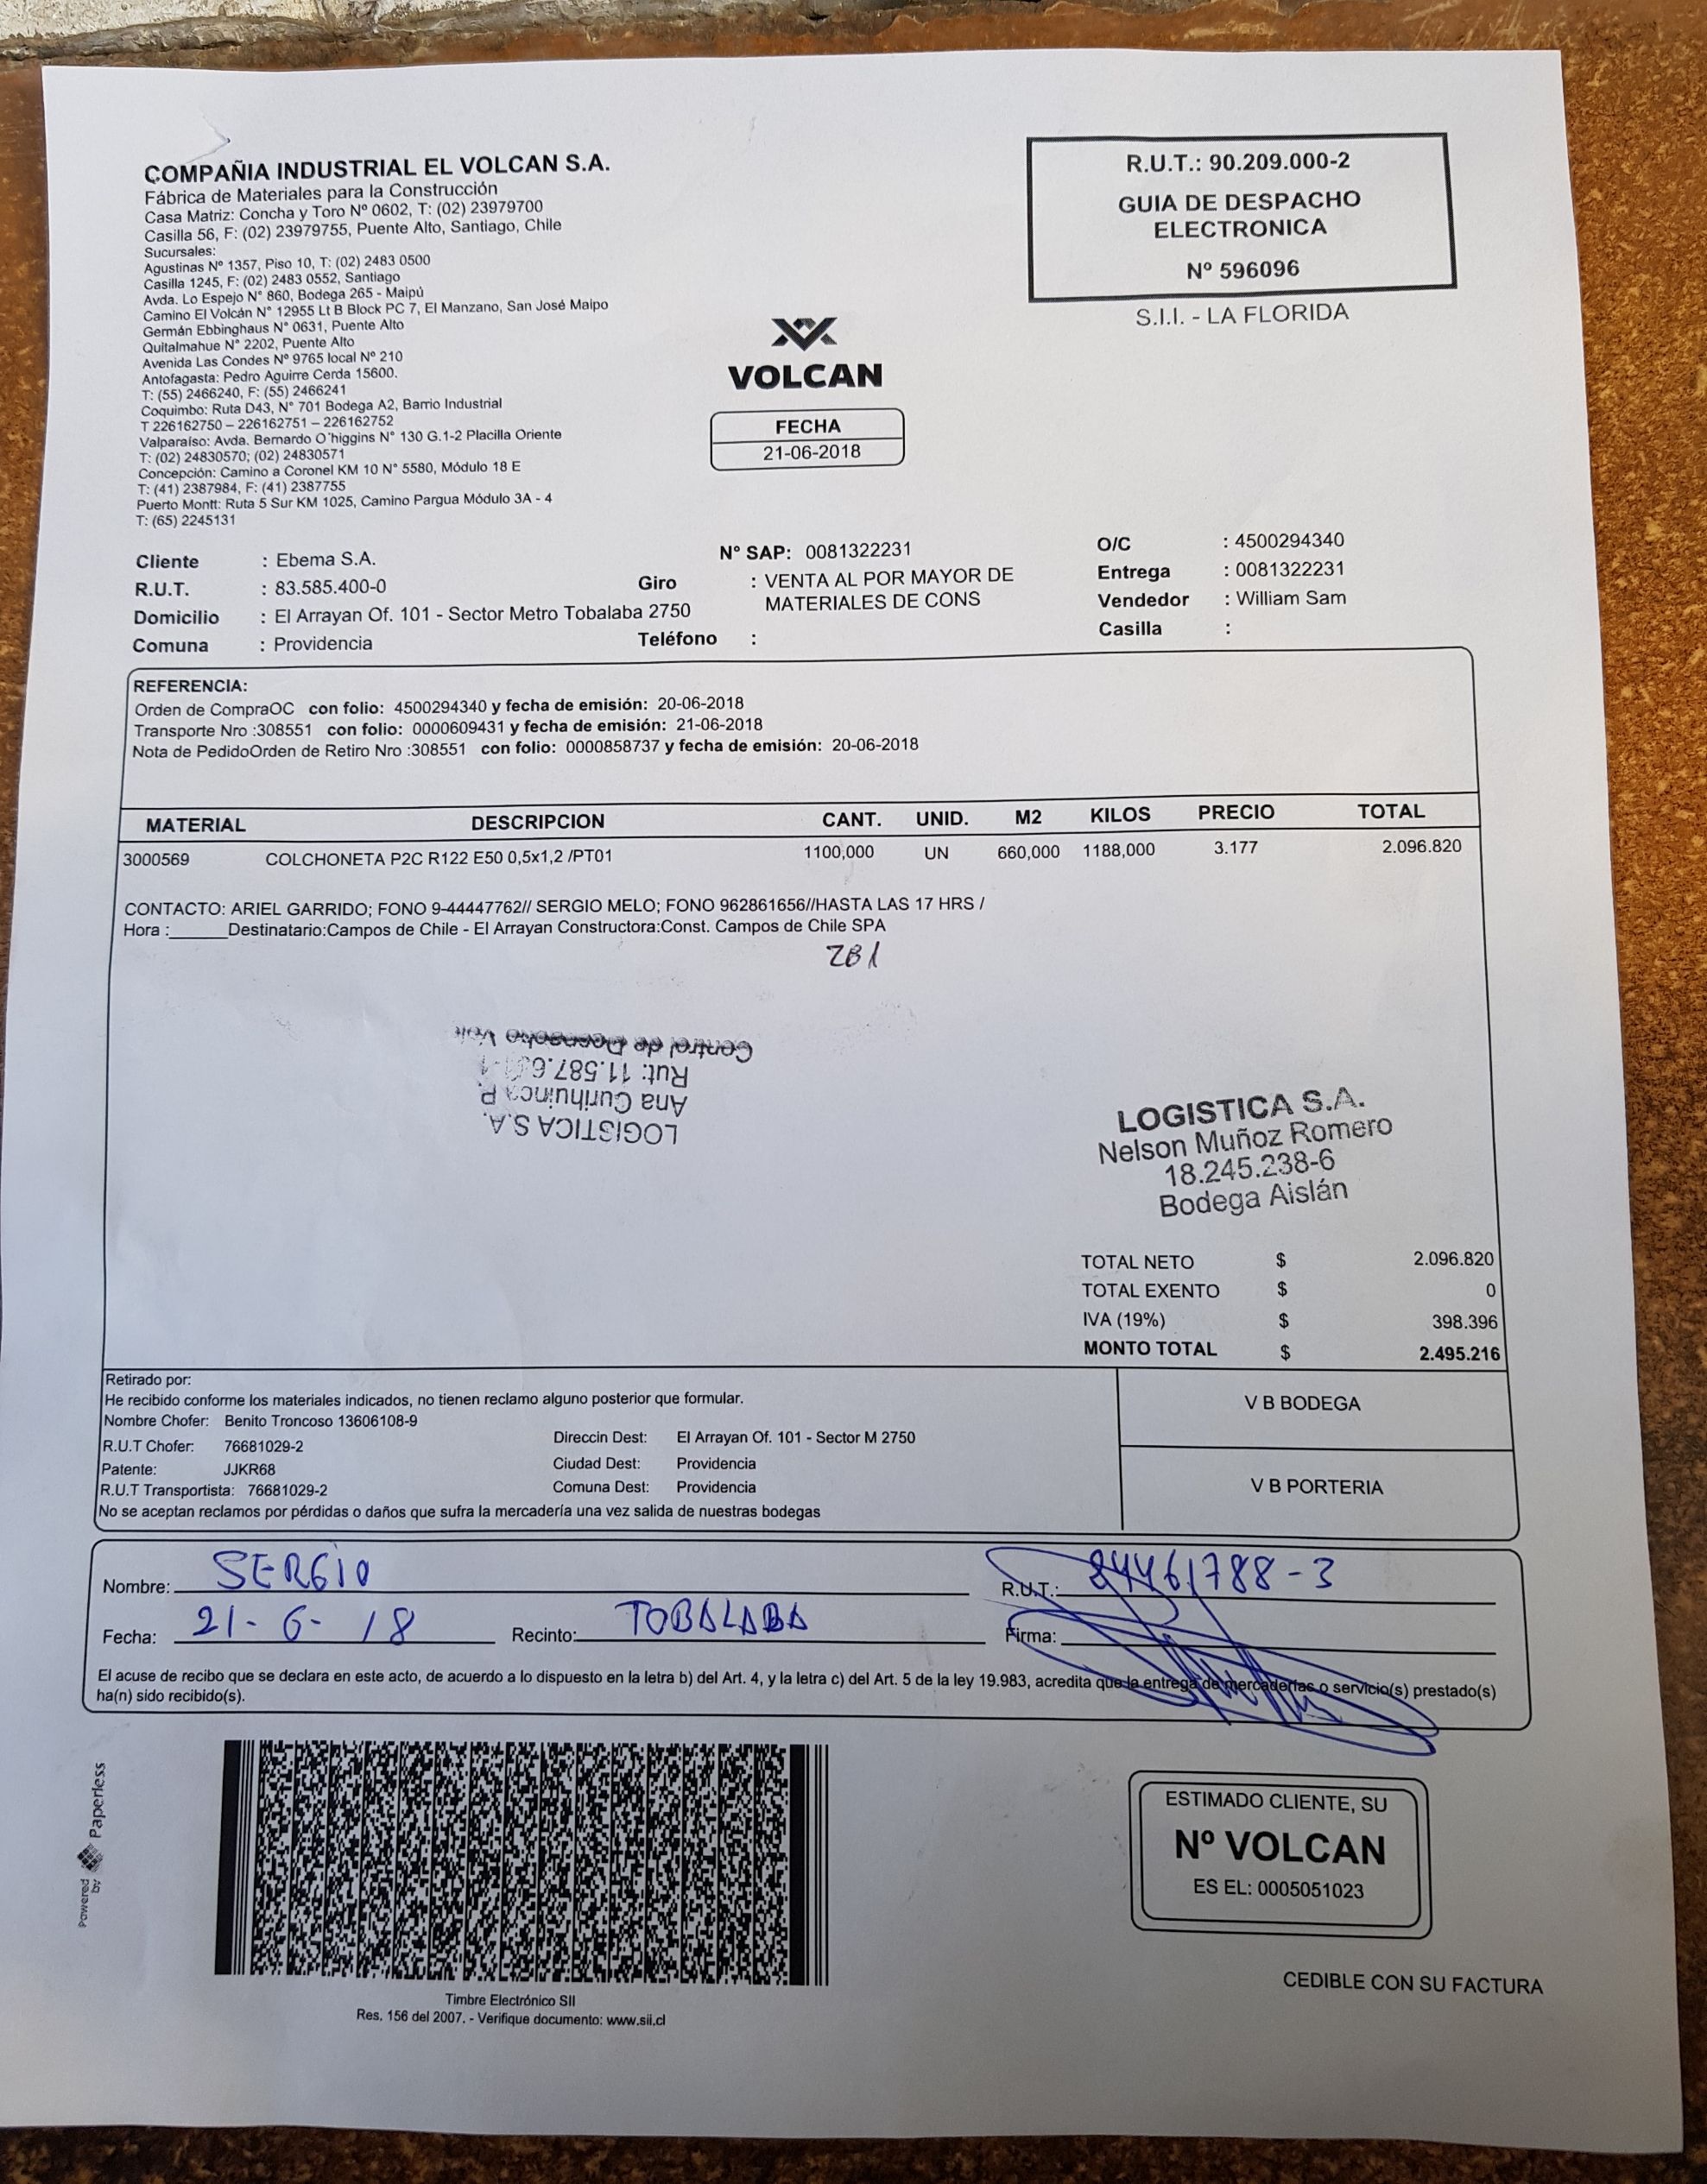 COMPAÑIA INDUSTRIAL EL VOLCAN S.A.
Fábrica de Materiales para la Construcción
Casa Matriz: Concha y Toro Nº 0602, T: (02) 23979700
Casilla 56, F: (02) 23979755, Puente Alto, Santiago, Chile
Sucursales:
Agustinas Nº 1357, Piso 10, T: (02) 2483 0500
Casilla 1245, F: (02) 2483 0552, Santiago
Avda. Lo Espejo N° 860, Bodega 265 - Maipú
Camino El Volcán N° 12955 Lt B Block PC 7, El Manzano, San José Maipo
Germán Ebbinghaus N° 0631, Puente Alto
Quitalmahue N° 2202, Puente Alto
Avenida Las Condes Nº 9765 local Nº 210
Antofagasta: Pedro Aguirre Cerda 15600.
T: (55) 2466240, F: (55) 2466241
Coquimbo: Ruta D43, N° 701 Bodega A2, Barrio Industrial
T 226162750 – 226162751 – 226162752
Valparaíso: Avda. Bernardo O´higgins N° 130 G.1-2 Placilla Oriente
T: (02) 24830570; (02) 24830571
Concepción: Camino a Coronel KM 10 N° 5580, Módulo 18 E
T: (41) 2387984, F: (41) 2387755
Puerto Montt: Ruta 5 Sur KM 1025, Camino Pargua Módulo 3A - 4
T: (65) 2245131
R.U.T.: 90.209.000-2
GUIA DE DESPACHO
ELECTRONICA
Nº 596096
S.I.I. - LA FLORIDA
VOLCAN
FECHA
21-06-2018
Cliente : Ebema S.A.
R.U.T. : 83.585.400-0
Domicilio : El Arrayan Of. 101 - Sector Metro Tobalaba 2750
Comuna : Providencia
N° SAP: 0081322231
Giro : VENTA AL POR MAYOR DE
MATERIALES DE CONS
Teléfono :
O/C : 4500294340
Entrega : 0081322231
Vendedor : William Sam
Casilla :
REFERENCIA:
Orden de CompraOC con folio: 4500294340 y fecha de emisión: 20-06-2018
Transporte Nro :308551 con folio: 0000609431 y fecha de emisión: 21-06-2018
Nota de PedidoOrden de Retiro Nro :308551 con folio: 0000858737 y fecha de emisión: 20-06-2018
MATERIAL DESCRIPCION CANT. UNID. M2 KILOS PRECIO TOTAL
3000569 COLCHONETA P2C R122 E50 0,5x1,2 /PT01 1100,000 UN 660,000 1188,000 3.177 2.096.820
CONTACTO: ARIEL GARRIDO; FONO 9-44447762// SERGIO MELO; FONO 962861656//HASTA LAS 17 HRS /
Hora :______Destinatario:Campos de Chile - El Arrayan Constructora:Const. Campos de Chile SPA
281
LOGISTICA S.A.
Ana Curihuinca P.
Rut: 11.587.6
Control de Despacho
LOGISTICA S.A.
Nelson Muñoz Romero
18.245.238-6
Bodega Aislán
TOTAL NETO $ 2.096.820
TOTAL EXENTO $ 0
IVA (19%) $ 398.396
MONTO TOTAL $ 2.495.216
Retirado por:
He recibido conforme los materiales indicados, no tienen reclamo alguno posterior que formular.
Nombre Chofer: Benito Troncoso 13606108-9
R.U.T Chofer: 76681029-2
Patente: JJKR68
R.U.T Transportista: 76681029-2
Direccin Dest: El Arrayan Of. 101 - Sector M 2750
Ciudad Dest: Providencia
Comuna Dest: Providencia
No se aceptan reclamos por pérdidas o daños que sufra la mercadería una vez salida de nuestras bodegas
V B BODEGA
V B PORTERIA
Nombre: SERGIO R.U.T.: 84461788-3
Fecha: 21-6-18 Recinto: TOBALABA Firma:
El acuse de recibo que se declara en este acto, de acuerdo a lo dispuesto en la letra b) del Art. 4, y la letra c) del Art. 5 de la ley 19.983, acredita que la entrega de mercaderías o servicio(s) prestado(s)
ha(n) sido recibido(s).
Powered by Paperless
Timbre Electrónico SII
Res. 156 del 2007. - Verifique documento: www.sii.cl
ESTIMADO CLIENTE, SU
Nº VOLCAN
ES EL: 0005051023
CEDIBLE CON SU FACTURA